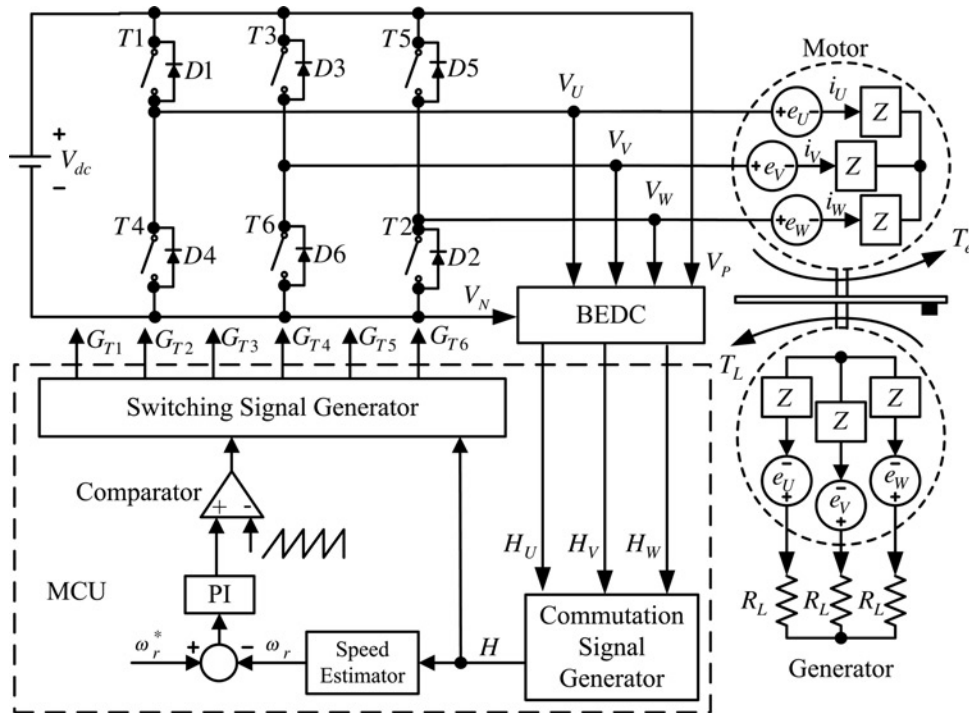 T1
T3
T5
D1
D3
D5
Motor
V_U
i_U
+ e_U -
Z
+
V_dc
-
V_V
i_V
+ e_V -
Z
V_W
i_W
+ e_W -
Z
T4
T6
T2
D4
D6
D2
T_e
V_N
V_P
BEDC
G_T1
G_T2
G_T3
G_T4
G_T5
G_T6
T_L
Switching Signal Generator
Z
Z
Z
Comparator
+ -
-
e_U
+
-
e_V
+
-
e_W
+
H_U
H_V
H_W
MCU
PI
R_L
R_L
R_L
ω_r^*
+
-
ω_r
Speed
Estimator
H
Commutation
Signal
Generator
Generator